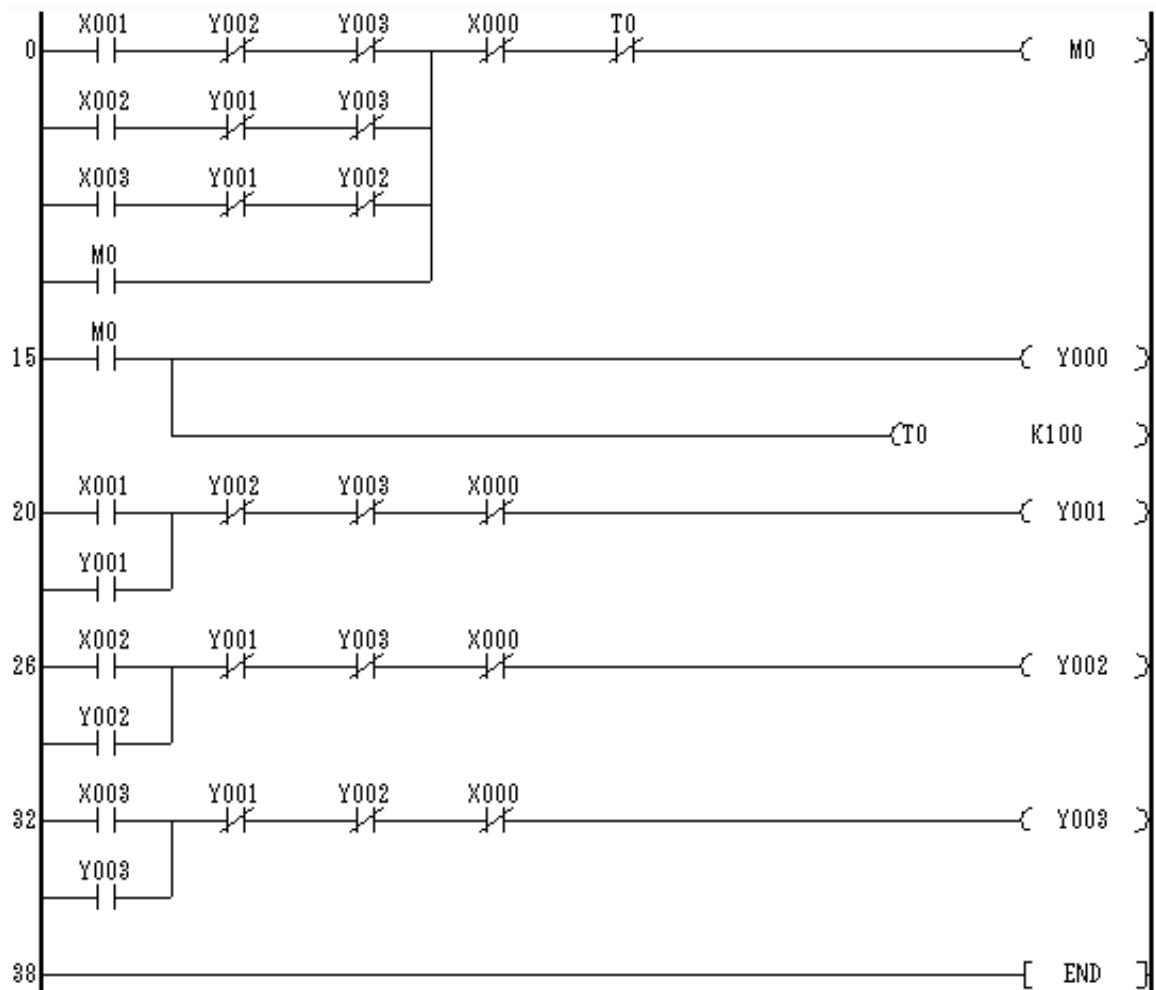 X001 Y002 Y003 X000 T0
0 M0
X002 Y001 Y003
X003 Y001 Y002
M0
M0
15 Y000
T0 K100
X001 Y002 Y003 X000
20 Y001
Y001
X002 Y001 Y003 X000
26 Y002
Y002
X003 Y001 Y002 X000
32 Y003
Y003
38 END